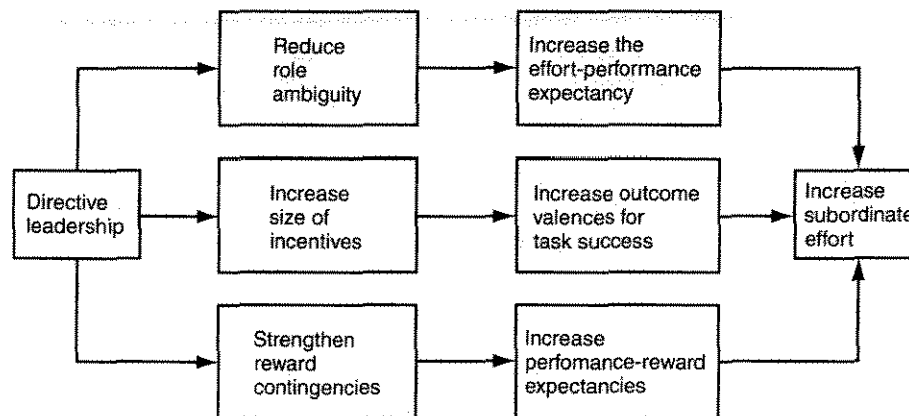 Reduce
role
ambiguity
Increase the
effort-performance
expectancy
Directive
leadership
Increase
size of
incentives
Increase outcome
valences for
task success
Increase
subordinate
effort
Strengthen
reward
contingencies
Increase
perfomance-reward
expectancies